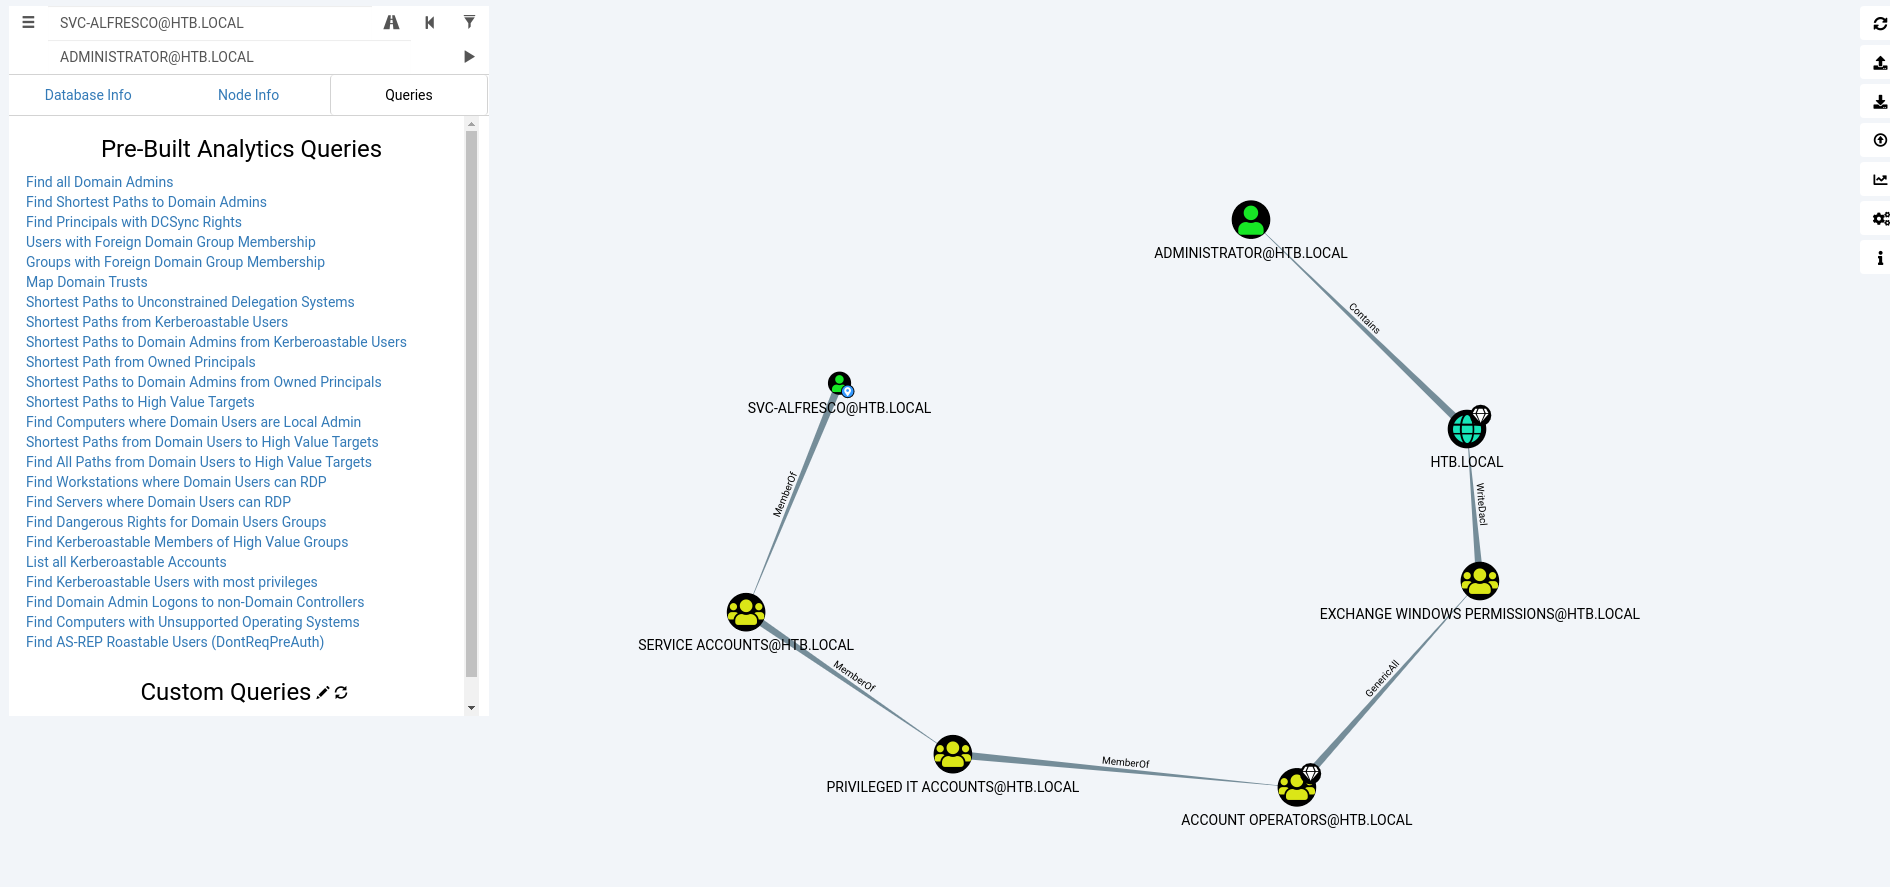 SVC-ALFRESCO@HTB.LOCAL
ADMINISTRATOR@HTB.LOCAL
Database Info
Node Info
Queries
Pre-Built Analytics Queries
Find all Domain Admins
Find Shortest Paths to Domain Admins
Find Principals with DCSync Rights
Users with Foreign Domain Group Membership
Groups with Foreign Domain Group Membership
Map Domain Trusts
Shortest Paths to Unconstrained Delegation Systems
Shortest Paths from Kerberoastable Users
Shortest Paths to Domain Admins from Kerberoastable Users
Shortest Path from Owned Principals
Shortest Paths to Domain Admins from Owned Principals
Shortest Paths to High Value Targets
Find Computers where Domain Users are Local Admin
Shortest Paths from Domain Users to High Value Targets
Find All Paths from Domain Users to High Value Targets
Find Workstations where Domain Users can RDP
Find Servers where Domain Users can RDP
Find Dangerous Rights for Domain Users Groups
Find Kerberoastable Members of High Value Groups
List all Kerberoastable Accounts
Find Kerberoastable Users with most privileges
Find Domain Admin Logons to non-Domain Controllers
Find Computers with Unsupported Operating Systems
Find AS-REP Roastable Users (DontReqPreAuth)
Custom Queries
ADMINISTRATOR@HTB.LOCAL
Contains
SVC-ALFRESCO@HTB.LOCAL
HTB.LOCAL
MemberOf
WriteDacl
EXCHANGE WINDOWS PERMISSIONS@HTB.LOCAL
SERVICE ACCOUNTS@HTB.LOCAL
MemberOf
GenericAll
MemberOf
PRIVILEGED IT ACCOUNTS@HTB.LOCAL
ACCOUNT OPERATORS@HTB.LOCAL